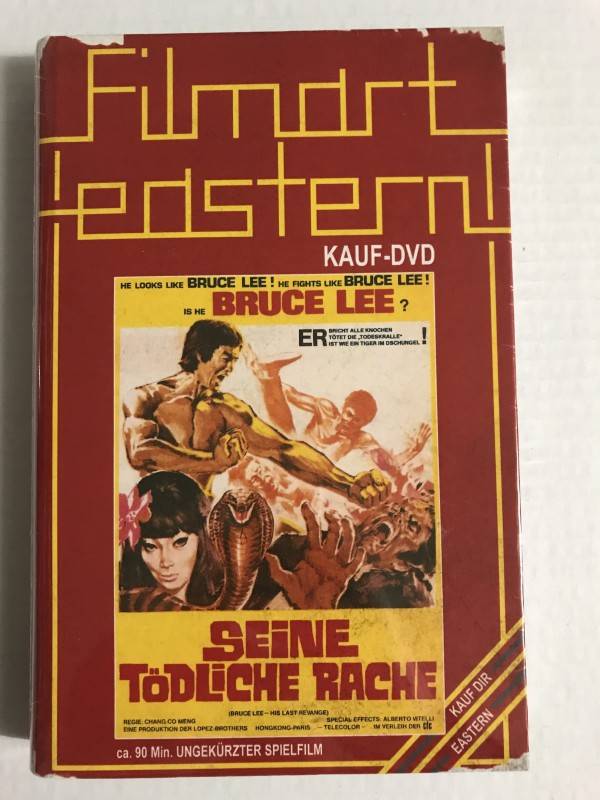 Filmart
eastern!
KAUF-DVD
HE LOOKS LIKE BRUCE LEE! HE FIGHTS LIKE BRUCE LEE!
IS HE BRUCE LEE?
ER BRICHT ALLE KNOCHEN
TÖTET DIE „TODESKRALLE“
IST WIE EIN TIGER IM DSCHUNGEL!
SEINE
TÖDLICHE RACHE
(BRUCE LEE – HIS LAST REVENGE)
REGIE: CHANG CO MENG SPECIAL EFFECTS: ALBERTO VITELLI
EINE PRODUKTION DER LOPEZ-BROTHERS HONGKONG-PARIS – TELECOLOR – IM VERLEIH DER cfc
ca. 90 Min. UNGEKÜRZTER SPIELFILM
KAUF DIR
EASTERN